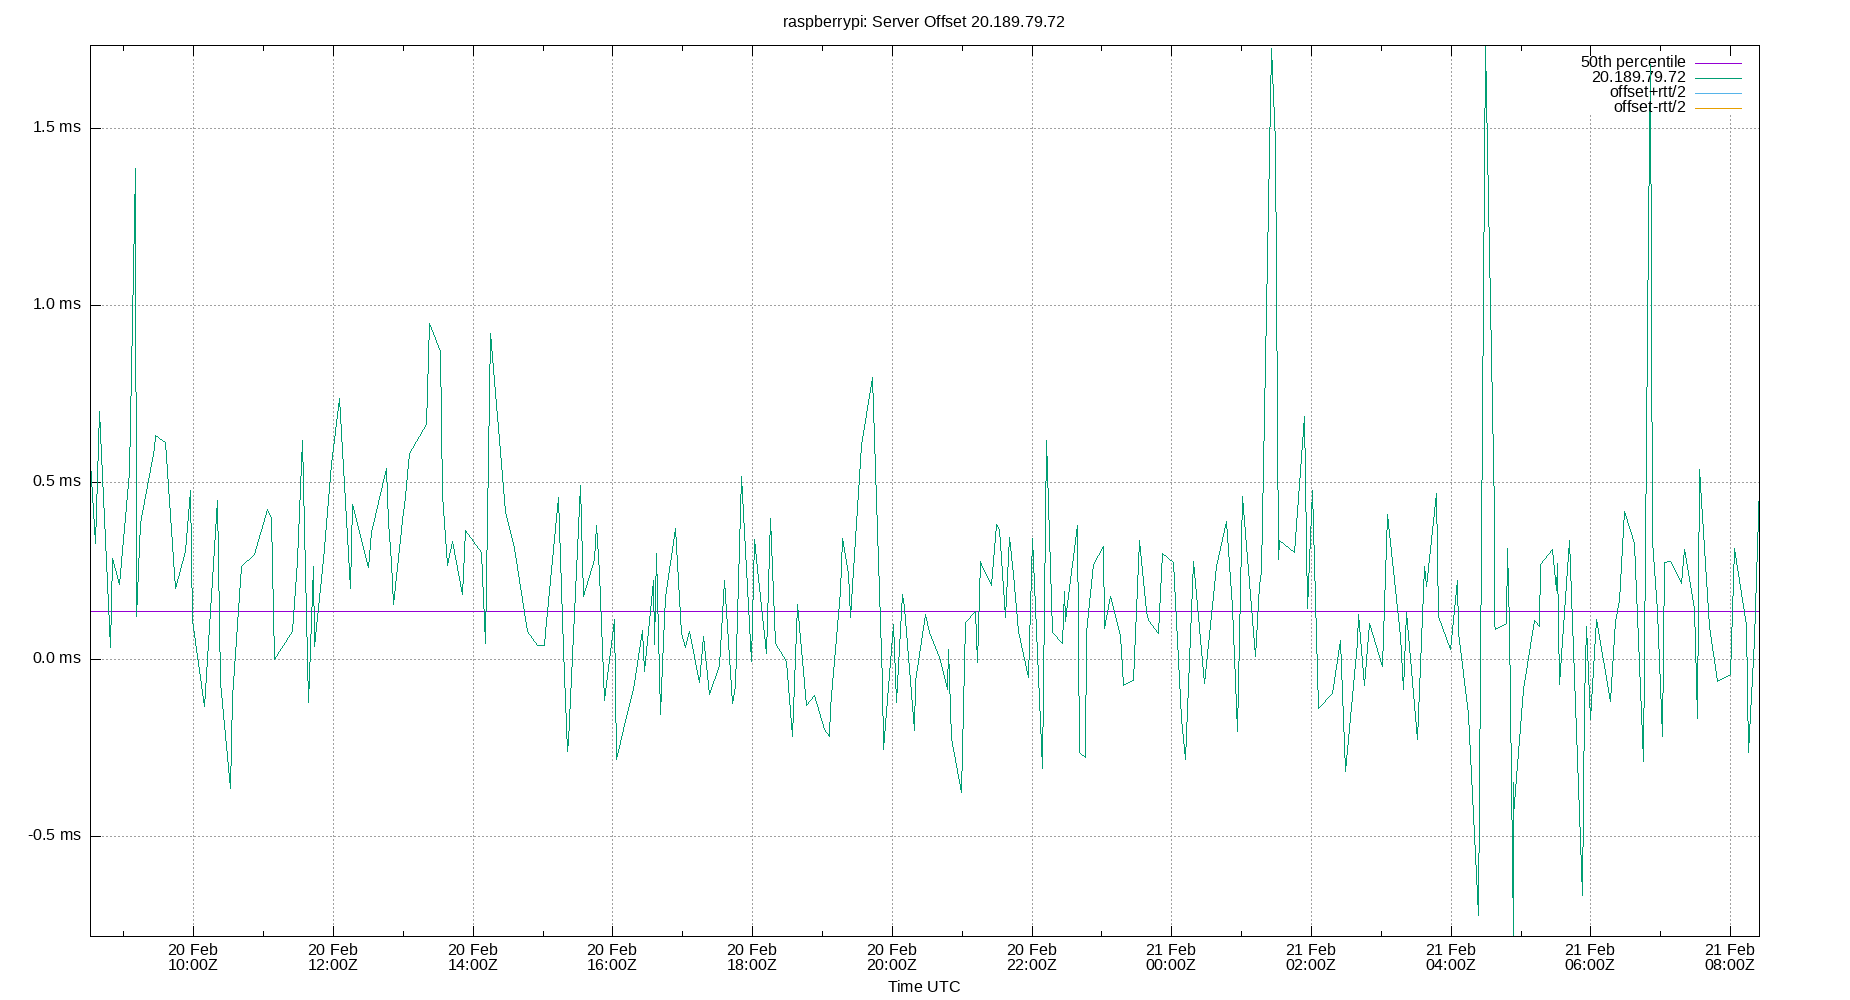 raspberrypi: Server Offset 20.189.79.72
50th percentile
20.189.79.72
offset+rtt/2
offset-rtt/2
1.5 ms
1.0 ms
0.5 ms
0.0 ms
-0.5 ms
20 Feb 20 Feb 20 Feb 20 Feb 20 Feb 20 Feb 20 Feb 21 Feb 21 Feb 21 Feb 21 Feb 21 Feb
10:00Z 12:00Z 14:00Z 16:00Z 18:00Z 20:00Z 22:00Z 00:00Z 02:00Z 04:00Z 06:00Z 08:00Z
Time UTC